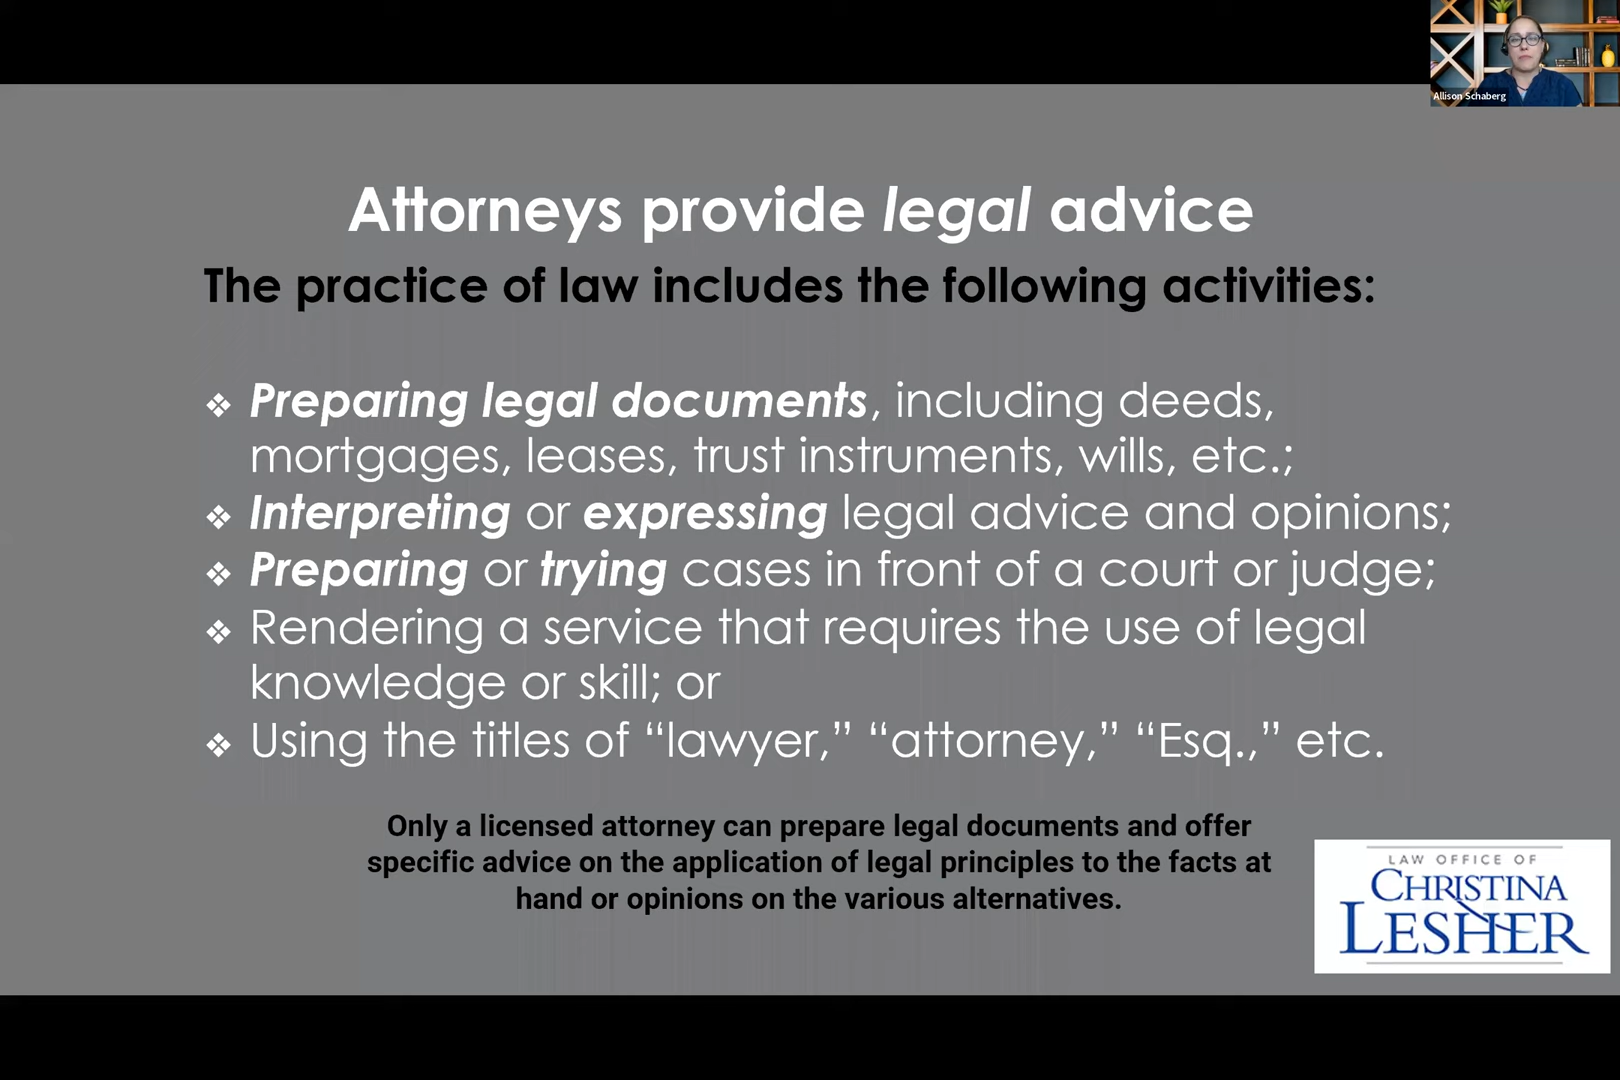 Allison Schaberg
Attorneys provide legal advice
The practice of law includes the following activities:
❖ Preparing legal documents, including deeds,
mortgages, leases, trust instruments, wills, etc.;
❖ Interpreting or expressing legal advice and opinions;
❖ Preparing or trying cases in front of a court or judge;
❖ Rendering a service that requires the use of legal
knowledge or skill; or
❖ Using the titles of “lawyer,” “attorney,” “Esq.,” etc.
Only a licensed attorney can prepare legal documents and offer
specific advice on the application of legal principles to the facts at
hand or opinions on the various alternatives.
LAW OFFICE OF
CHRISTINA
LESHER